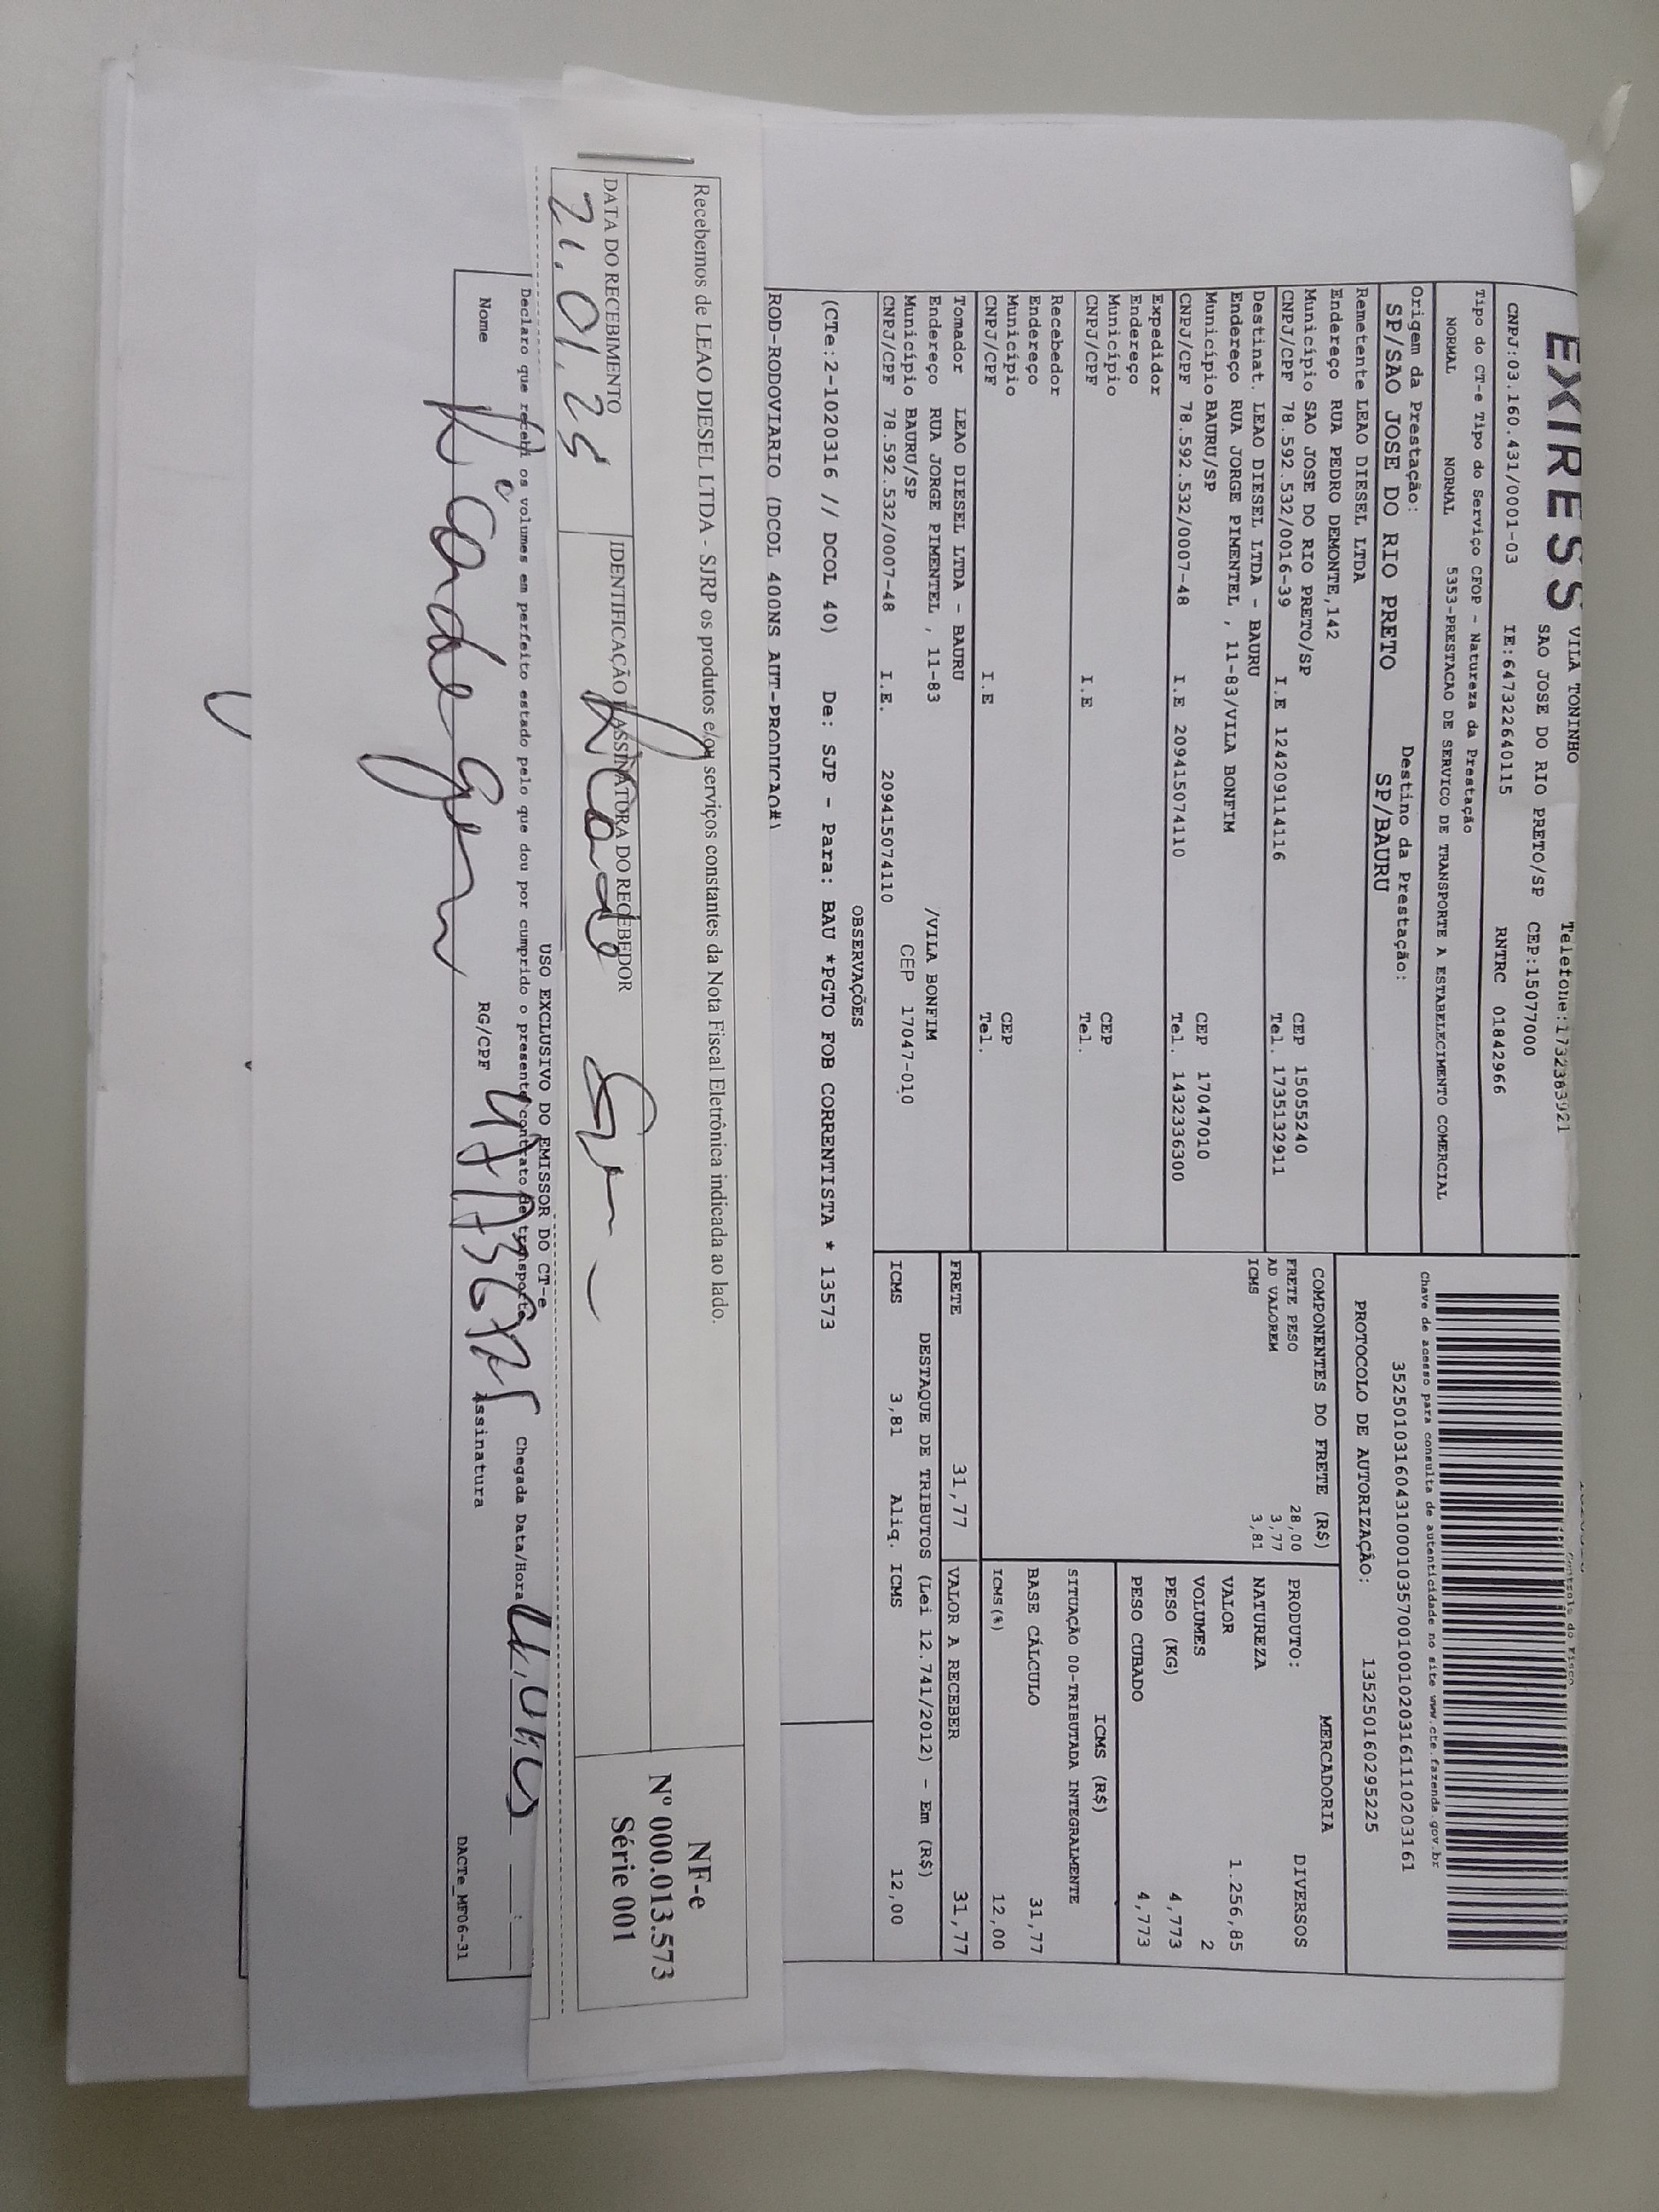 EXPRESS
VILA TONINHO
Telefone:1732363921
SAO JOSE DO RIO PRETO/SP CEP:15077000
CNPJ:03.160.431/0001-03 IE:647322640115 RNTRC 01842966
Tipo do CT-e Tipo do Serviço CFOP - Natureza da Prestação
NORMAL NORMAL 5353-PRESTACAO DE SERVICO DE TRANSPORTE A ESTABELECIMENTO COMERCIAL
Origem da Prestação: Destino da Prestação:
SP/SAO JOSE DO RIO PRETO SP/BAURU
Remetente LEAO DIESEL LTDA
Endereço RUA PEDRO DEMONTE,142
Município SAO JOSE DO RIO PRETO/SP CEP 15055240
CNPJ/CPF 78.592.532/0016-39 I.E 124209114116 Tel. 1735132911
Destinat. LEAO DIESEL LTDA - BAURU
Endereço RUA JORGE PIMENTEL , 11-83/VILA BONFIM
Município BAURU/SP CEP 17047010
CNPJ/CPF 78.592.532/0007-48 I.E 209415074110 Tel. 1432336300
Expedidor
Endereço
Município CEP
CNPJ/CPF I.E Tel.
Recebedor
Endereço
Município CEP
CNPJ/CPF I.E Tel.
Tomador LEAO DIESEL LTDA - BAURU
Endereço RUA JORGE PIMENTEL , 11-83 /VILA BONFIM
Município BAURU/SP CEP 17047-010
CNPJ/CPF 78.592.532/0007-48 I.E. 209415074110
Controle do Fisco
Chave de acesso para consulta de autenticidade no site www.cte.fazenda.gov.br
35250103160431000103570010010203161110203161
PROTOCOLO DE AUTORIZAÇÃO: 135250160295225
COMPONENTES DO FRETE (R$)
FRETE PESO 28,00
AD VALOREM 3,77
ICMS 3,81
MERCADORIA
PRODUTO: DIVERSOS
NATUREZA
VALOR 1.256,85
VOLUMES 2
PESO (KG) 4,773
PESO CUBADO 4,773
ICMS (R$)
SITUAÇÃO 00-TRIBUTADA INTEGRALMENTE
BASE CÁLCULO 31,77
ICMS(%) 12,00
FRETE 31,77 VALOR A RECEBER 31,77
DESTAQUE DE TRIBUTOS (Lei 12.741/2012) - Em (R$)
ICMS 3,81 Aliq. ICMS 12,00
OBSERVAÇÕES
(CTe:2-1020316 // DCOL 40) De: SJP - Para: BAU *PGTO FOB CORRENTISTA * 13573
ROD-RODOVIARIO (DCOL 400NS AUT-PRODUCAO#)
Recebemos de LEAO DIESEL LTDA - SJRP os produtos e/ou serviços constantes da Nota Fiscal Eletrônica indicada ao lado.
DATA DO RECEBIMENTO IDENTIFICAÇÃO E ASSINATURA DO RECEBEDOR
21.01.25
NF-e
Nº 000.013.573
Série 001
USO EXCLUSIVO DO EMISSOR DO CT-e
Declaro que recebi os volumes em perfeito estado pelo que dou por cumprido o presente contrato de transporte. Chegada Data/Hora
Nome RG/CPF Assinatura
DACTe_MF06-31